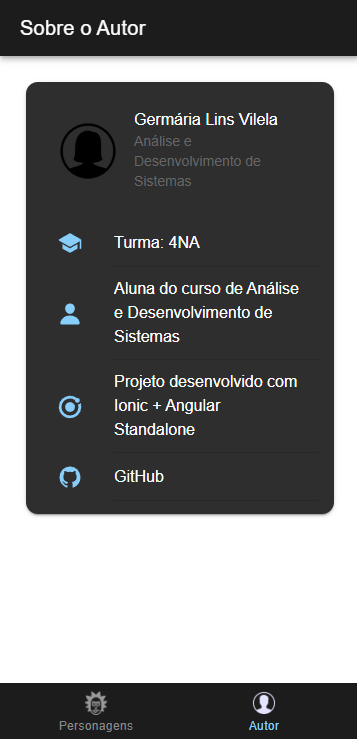 Sobre o Autor
Germária Lins Vilela
Análise e
Desenvolvimento de
Sistemas
Turma: 4NA
Aluna do curso de Análise
e Desenvolvimento de
Sistemas
Projeto desenvolvido com
Ionic + Angular
Standalone
GitHub
Personagens
Autor